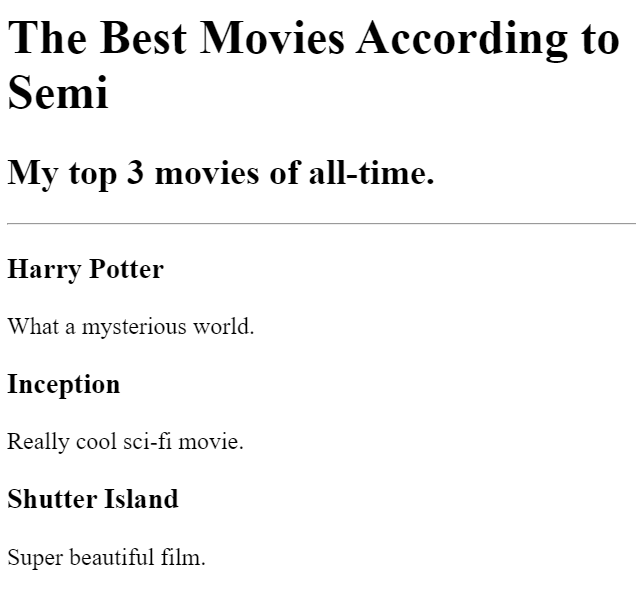 The Best Movies According to
Semi
My top 3 movies of all-time.
Harry Potter
What a mysterious world.
Inception
Really cool sci-fi movie.
Shutter Island
Super beautiful film.